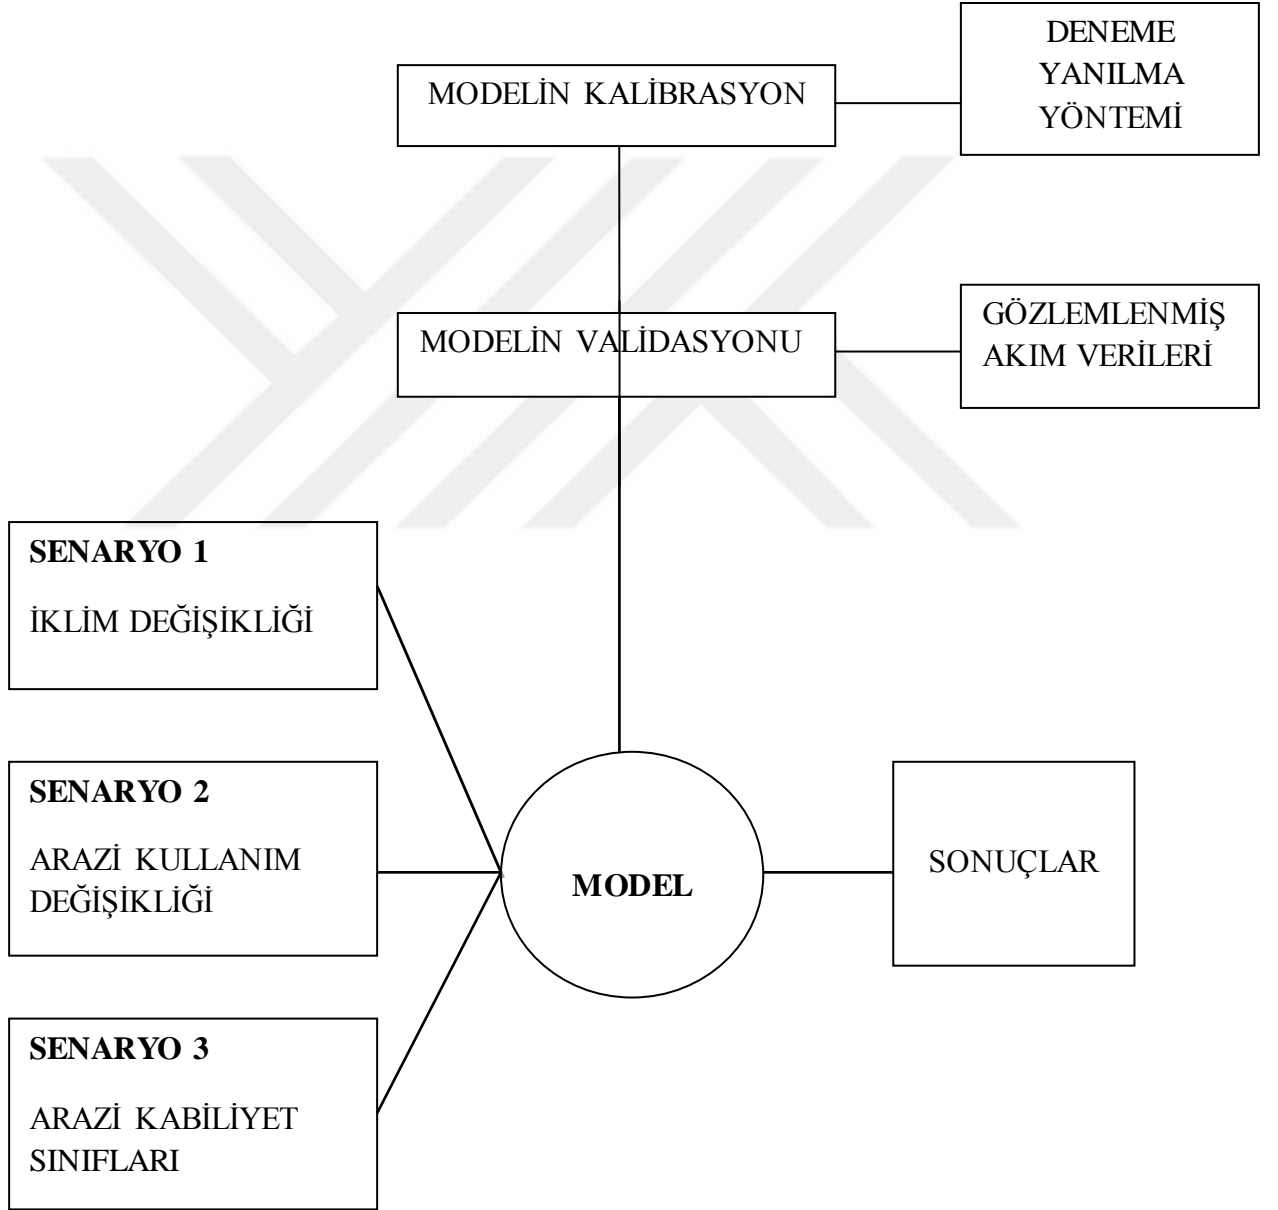 DENEME
YANILMA
YÖNTEMİ
MODELİN KALİBRASYON
MODELİN VALİDASYONU
GÖZLEMLENMİŞ
AKIM VERİLERİ
SENARYO 1
İKLİM DEĞİŞİKLİĞİ
SENARYO 2
ARAZİ KULLANIM
DEĞİŞİKLİĞİ
MODEL
SONUÇLAR
SENARYO 3
ARAZİ KABİLİYET
SINIFLARI